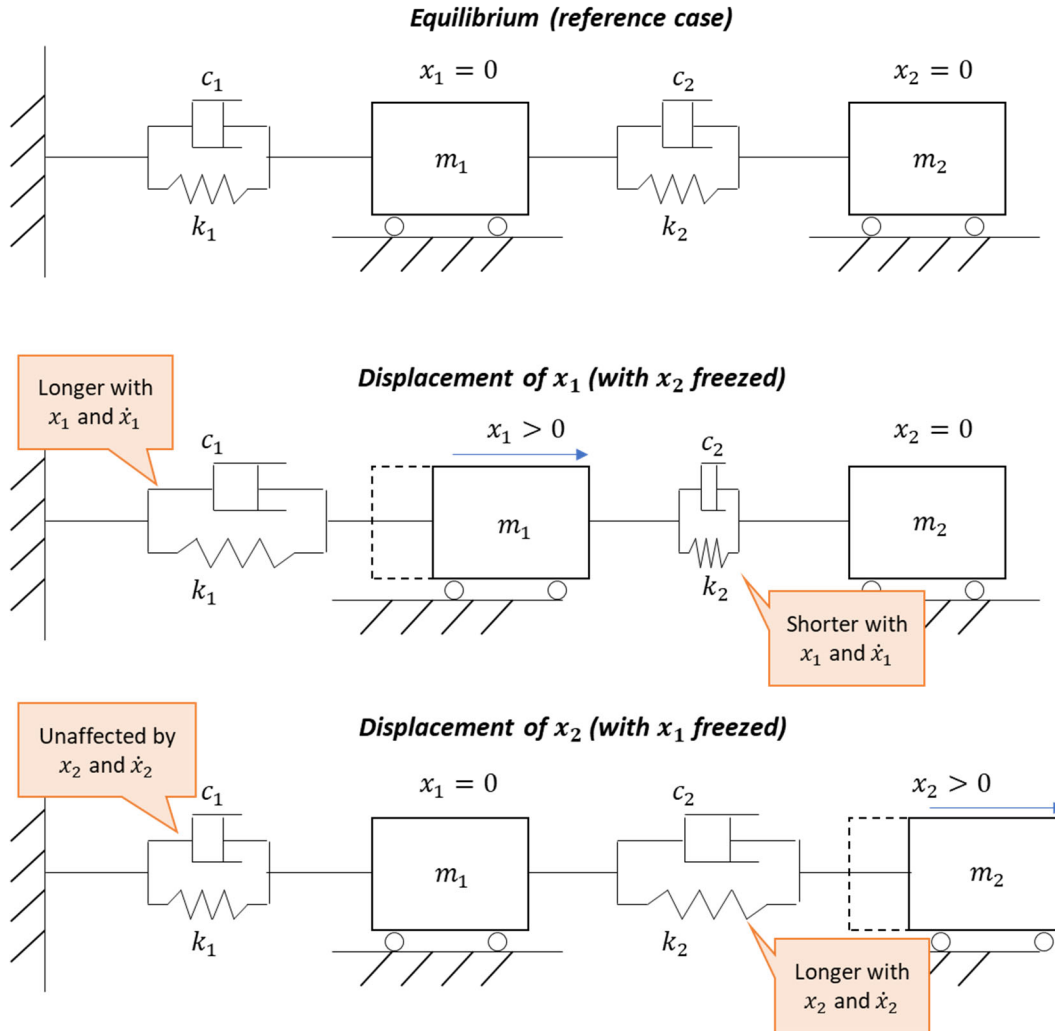 Equilibrium (reference case)
c₁ x₁ = 0 c₂ x₂ = 0
m₁ m₂
k₁ k₂
Displacement of x₁ (with x₂ freezed)
Longer with
x₁ and ẋ₁
c₁ x₁ > 0 c₂ x₂ = 0
m₁ m₂
k₁ k₂
Shorter with
x₁ and ẋ₁
Displacement of x₂ (with x₁ freezed)
Unaffected by
x₂ and ẋ₂
c₁ x₁ = 0 c₂ x₂ > 0
m₁ m₂
k₁ k₂
Longer with
x₂ and ẋ₂